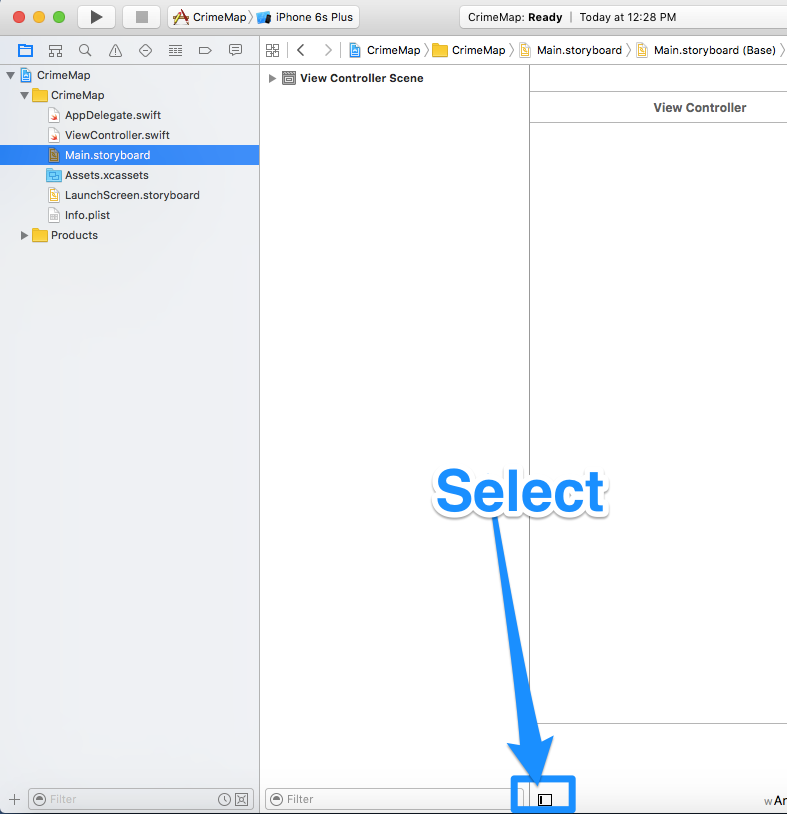 CrimeMap iPhone 6s Plus
CrimeMap: Ready | Today at 12:28 PM
CrimeMap CrimeMap Main.storyboard Main.storyboard (Base)
CrimeMap
CrimeMap
AppDelegate.swift
ViewController.swift
Main.storyboard
Assets.xcassets
LaunchScreen.storyboard
Info.plist
Products
View Controller Scene
View Controller
Select
Filter
Filter